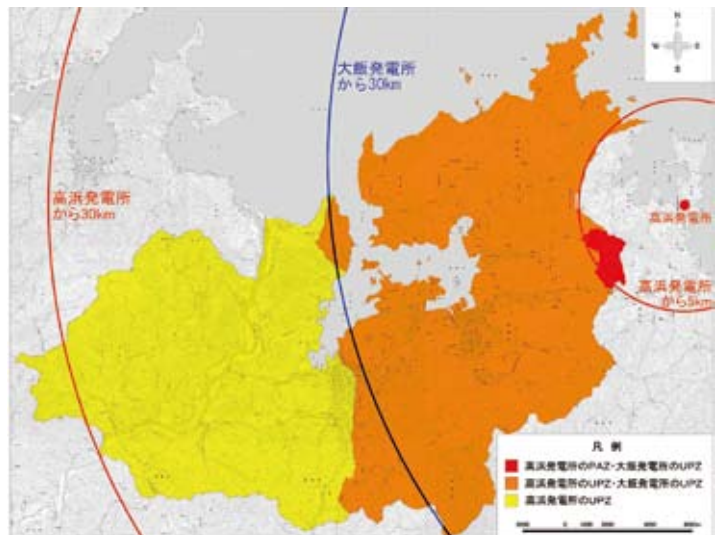 大飯発電所
から30km
高浜発電所
から30km
高浜発電所
高浜発電所
から5km
凡例
高浜発電所のPAZ・大飯発電所のUPZ
高浜発電所のUPZ・大飯発電所のUPZ
高浜発電所のUPZ
N
W
E
S